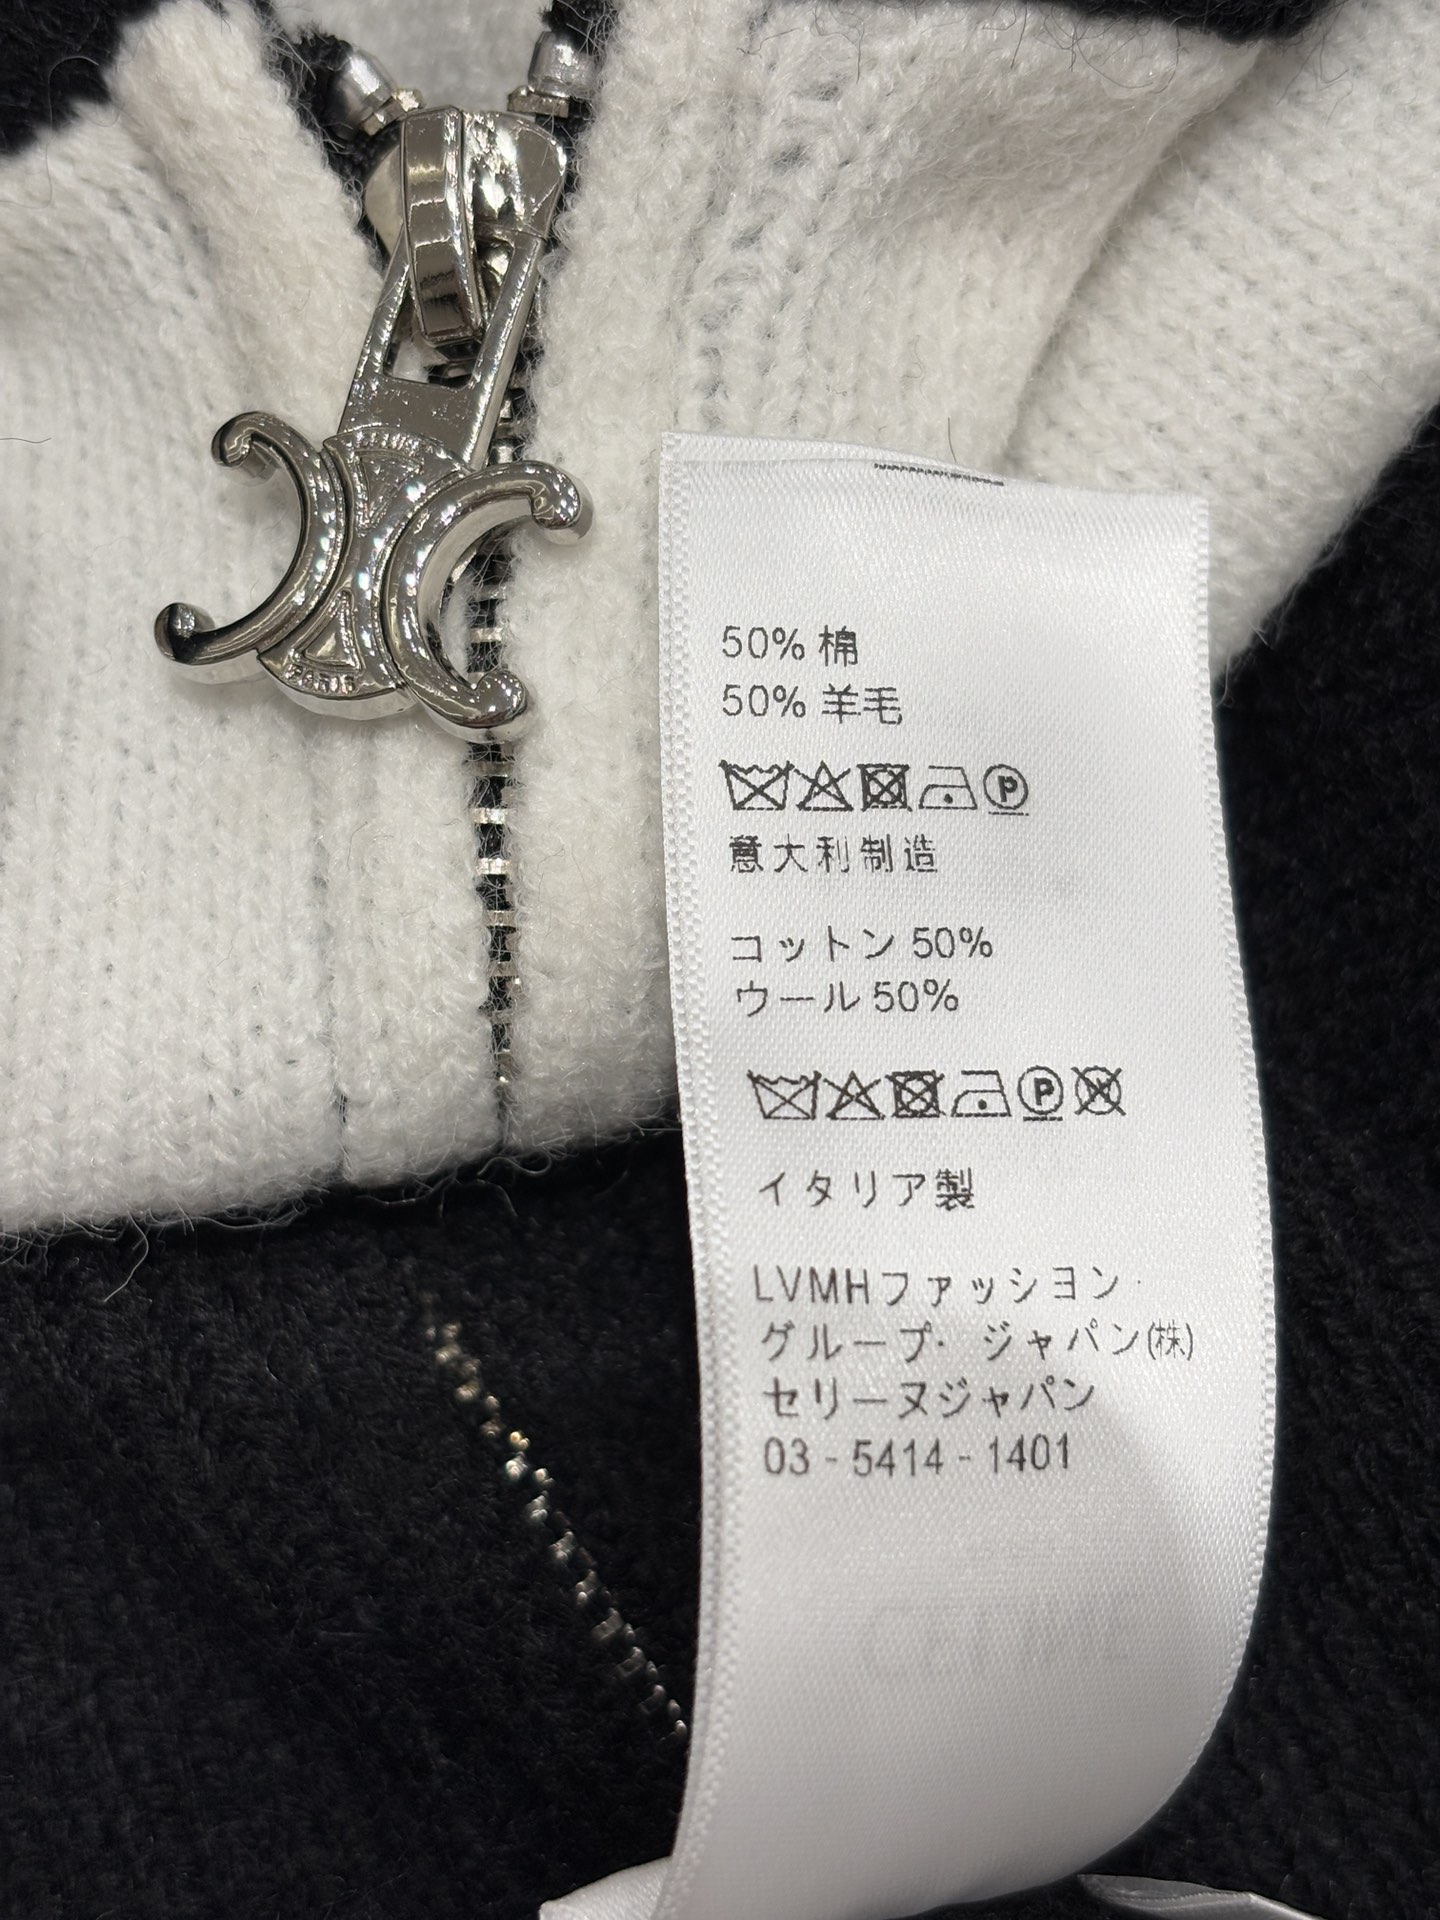 PARIS
50% 棉
50% 羊毛
P
意大利制造
コットン 50%
ウール 50%
P W
イタリア製
LVMHファッション・
グループ・ジャパン(株)
セリーヌジャパン
03 - 5414 - 1401